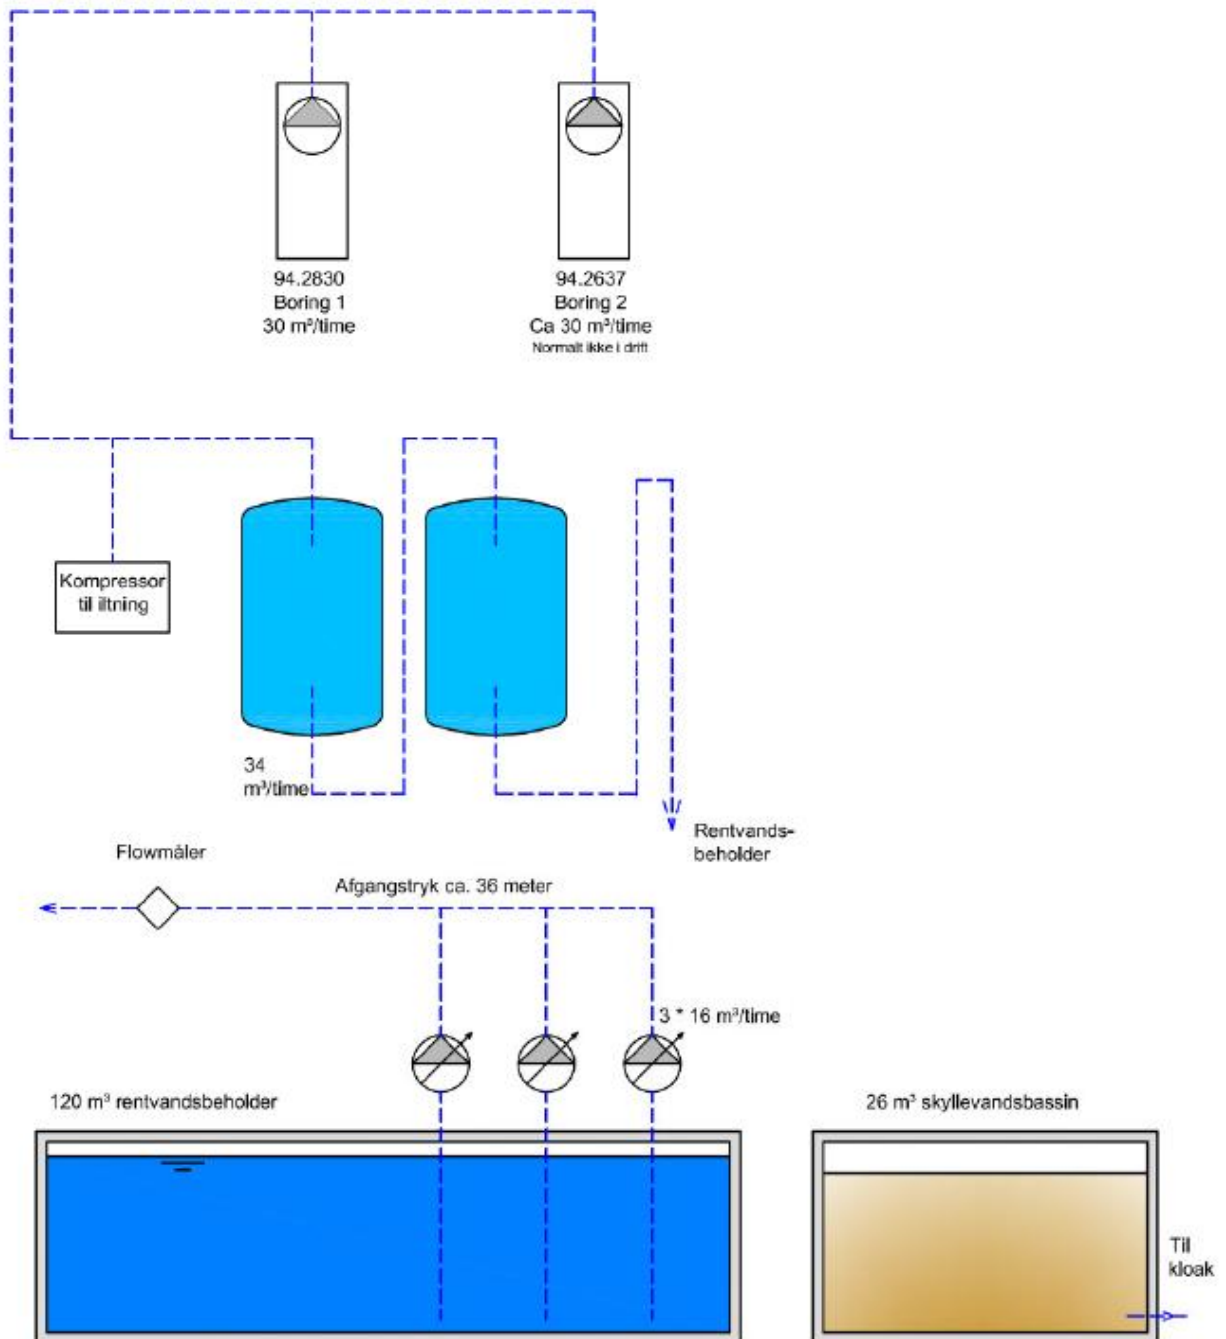 94.2830
Boring 1
30 m³/time
94.2637
Boring 2
Ca 30 m³/time
Normalt ikke i drift
Kompressor
til iltning
34
m³/time
Rentvands-
beholder
Flowmåler
Afgangstryk ca. 36 meter
3 * 16 m³/time
120 m³ rentvandsbeholder
26 m³ skyllevandsbassin
Til
kloak